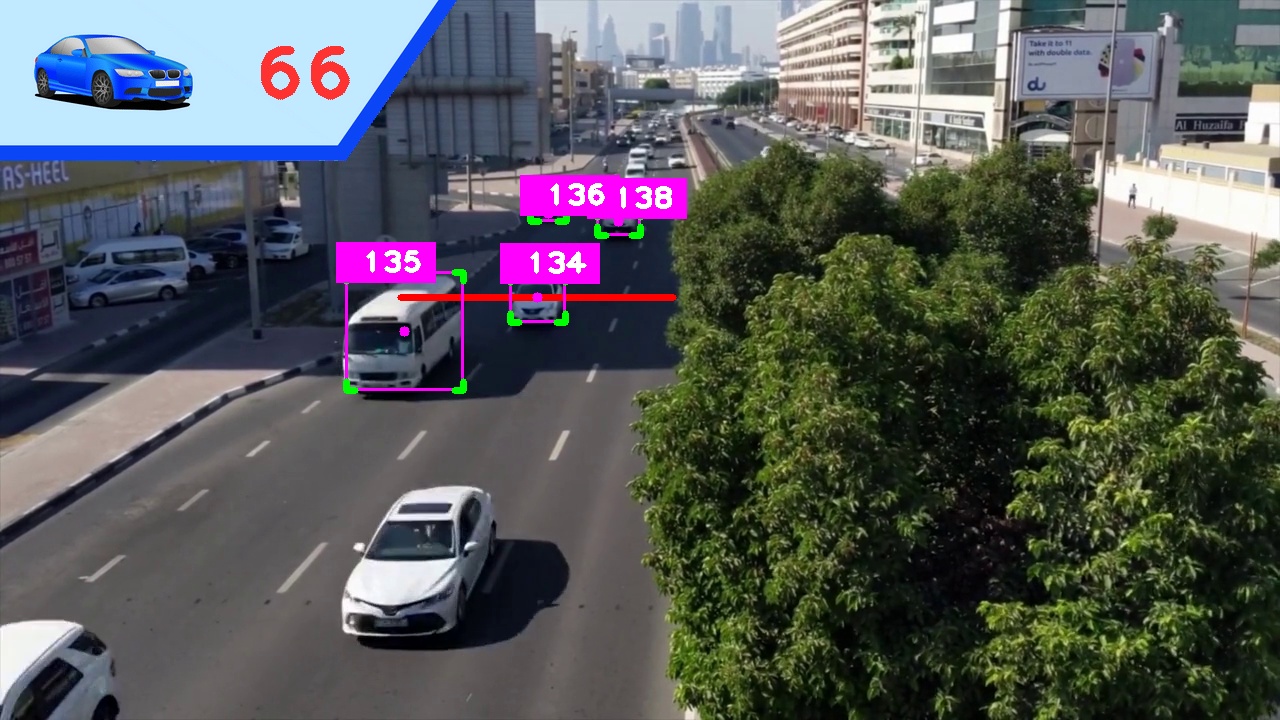 66
AS-HEEL
Take it to 11
with double data.
du
Al Huzaifa
136
138
135
134